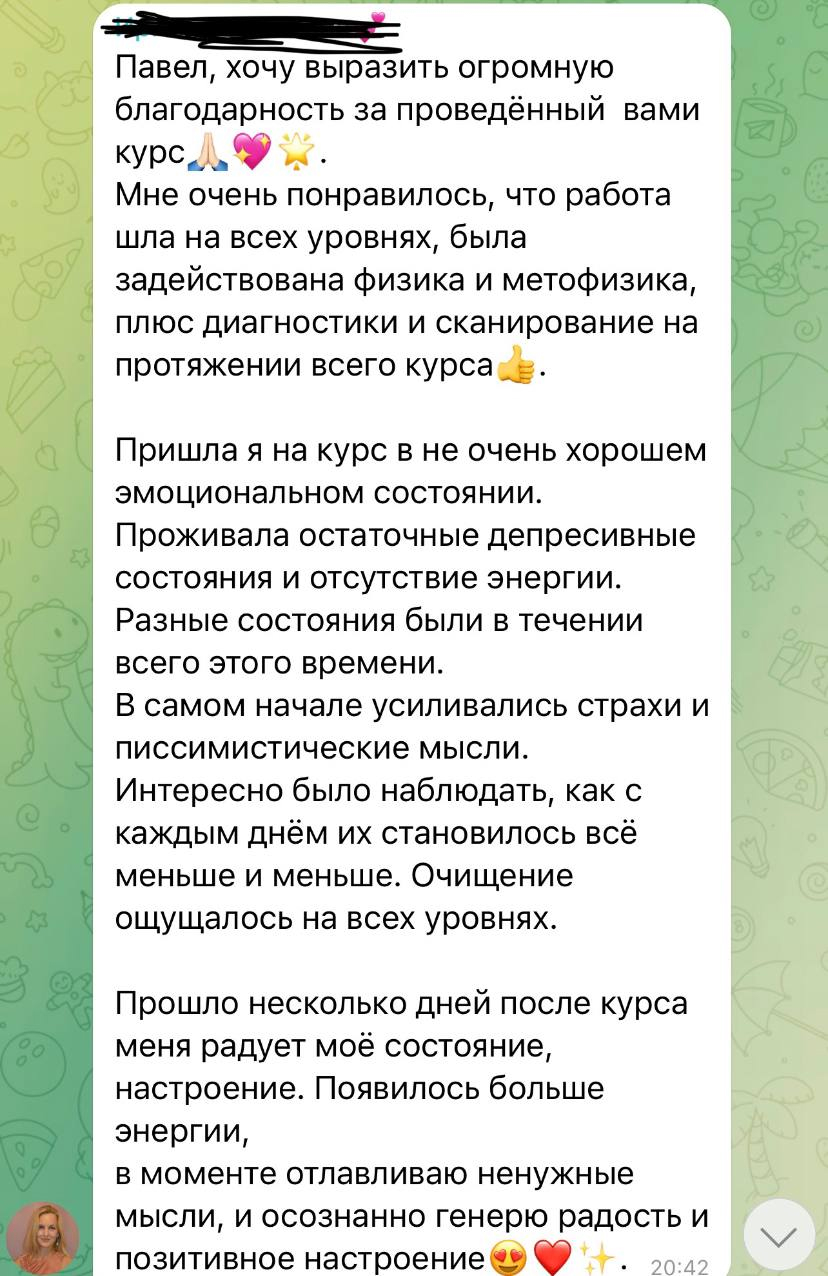 Павел, хочу выразить огромную
благодарность за проведённый вами
курс🙏🏻💖🌟.
Мне очень понравилось, что работа
шла на всех уровнях, была
задействована физика и метофизика,
плюс диагностики и сканирование на
протяжении всего курса👍.
Пришла я на курс в не очень хорошем
эмоциональном состоянии.
Проживала остаточные депресивные
состояния и отсутствие энергии.
Разные состояния были в течении
всего этого времени.
В самом начале усиливались страхи и
писсимистические мысли.
Интересно было наблюдать, как с
каждым днём их становилось всё
меньше и меньше. Очищение
ощущалось на всех уровнях.
Прошло несколько дней после курса
меня радует моё состояние,
настроение. Появилось больше
энергии,
в моменте отлавливаю ненужные
мысли, и осознанно генерю радость и
позитивное настроение😍❤️✨.
20:42